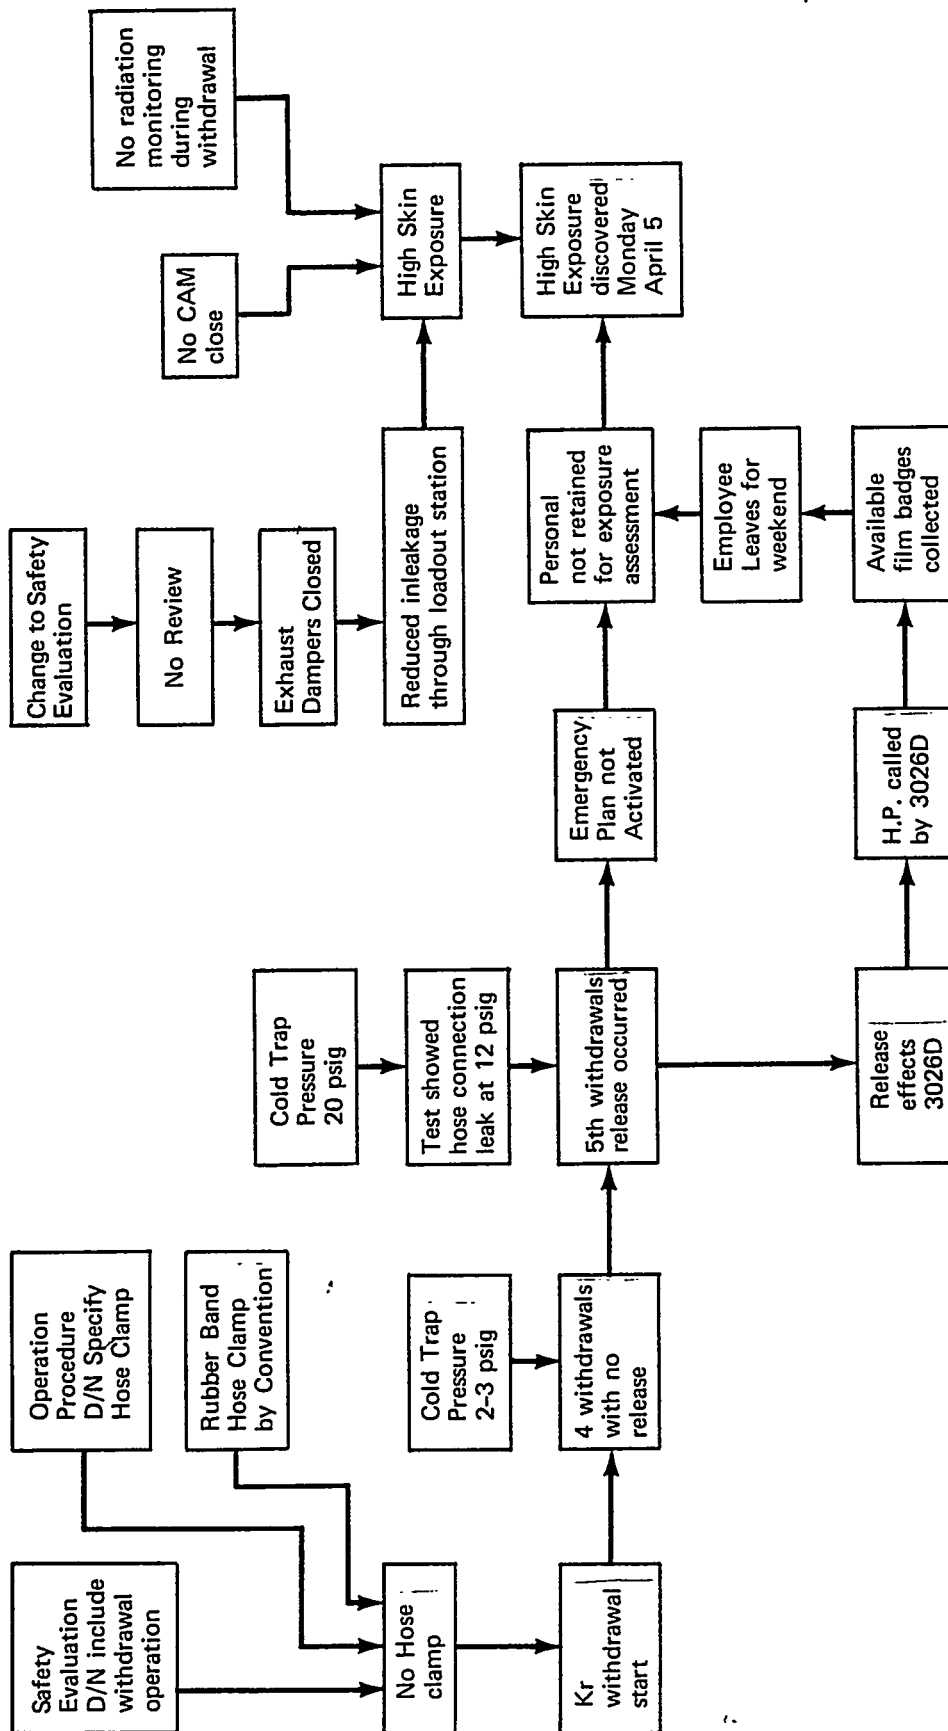 Safety
Evaluation
D/N include
withdrawal
operation
Operation
Procedure
D/N Specify
Hose Clamp
Rubber Band
Hose Clamp
by Convention
No Hose
clamp
Kr
withdrawal
start
Cold Trap
Pressure
2–3 psig
4 withdrawals
with no
release
Cold Trap
Pressure
20 psig
Test showed
hose connection
leak at 12 psig
5th withdrawals
release occurred
Release
effects
3026D
Change to Safety
Evaluation
No Review
Exhaust
Dampers Closed
Reduced inleakage
through loadout station
Emergency
Plan not
Activated
H.P. called
by 3026D
Personal
not retained
for exposure
assessment
Employee
Leaves for
weekend
Available
film badges
collected
No CAM
close
No radiation
monitoring
during
withdrawal
High Skin
Exposure
High Skin
Exposure
discovered
Monday
April 5